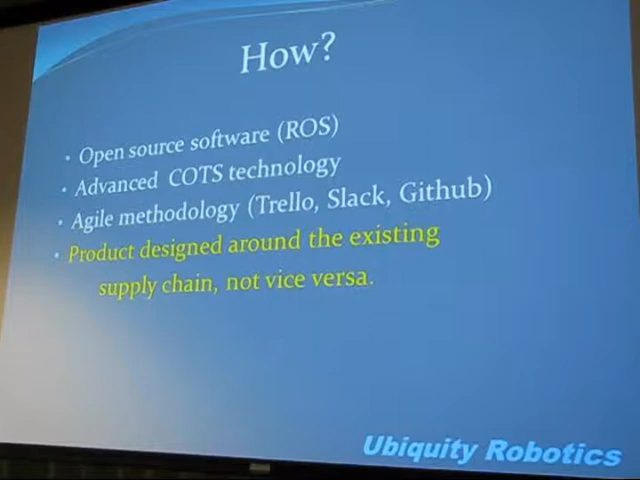 How?
• Open source software (ROS)
• Advanced COTS technology
• Agile methodology (Trello, Slack, Github)
• Product designed around the existing
supply chain, not vice versa.
Ubiquity Robotics